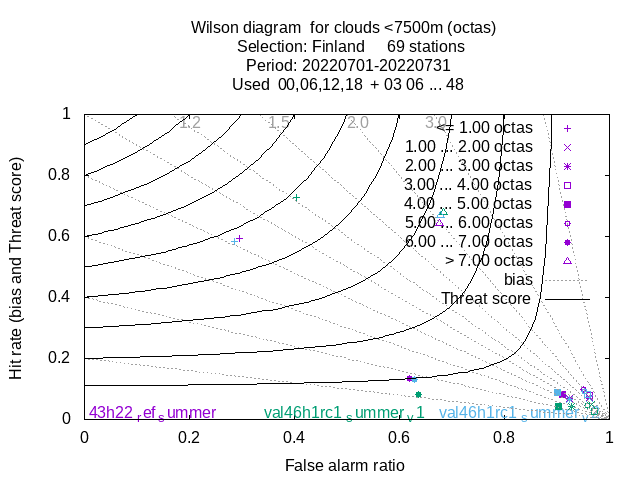 Wilson diagram  for clouds <7500m (octas)
Selection: Finland     69 stations
Period: 20220701-20220731
Used  00,06,12,18  + 03 06 ... 48
1.2 1.5 2.0 3.0
<= 1.00 octas
1.00 ... 2.00 octas
2.00 ... 3.00 octas
3.00 ... 4.00 octas
4.00 ... 5.00 octas
5.00 ... 6.00 octas
6.00 ... 7.00 octas
> 7.00 octas
bias
Threat score
Hit rate (bias and Threat score)
1
0.8
0.6
0.4
0.2
0
43h22_ref_summer val46h1rc1_summer_v1 val46h1rc1_summer_v2
0 0.2 0.4 0.6 0.8 1
False alarm ratio